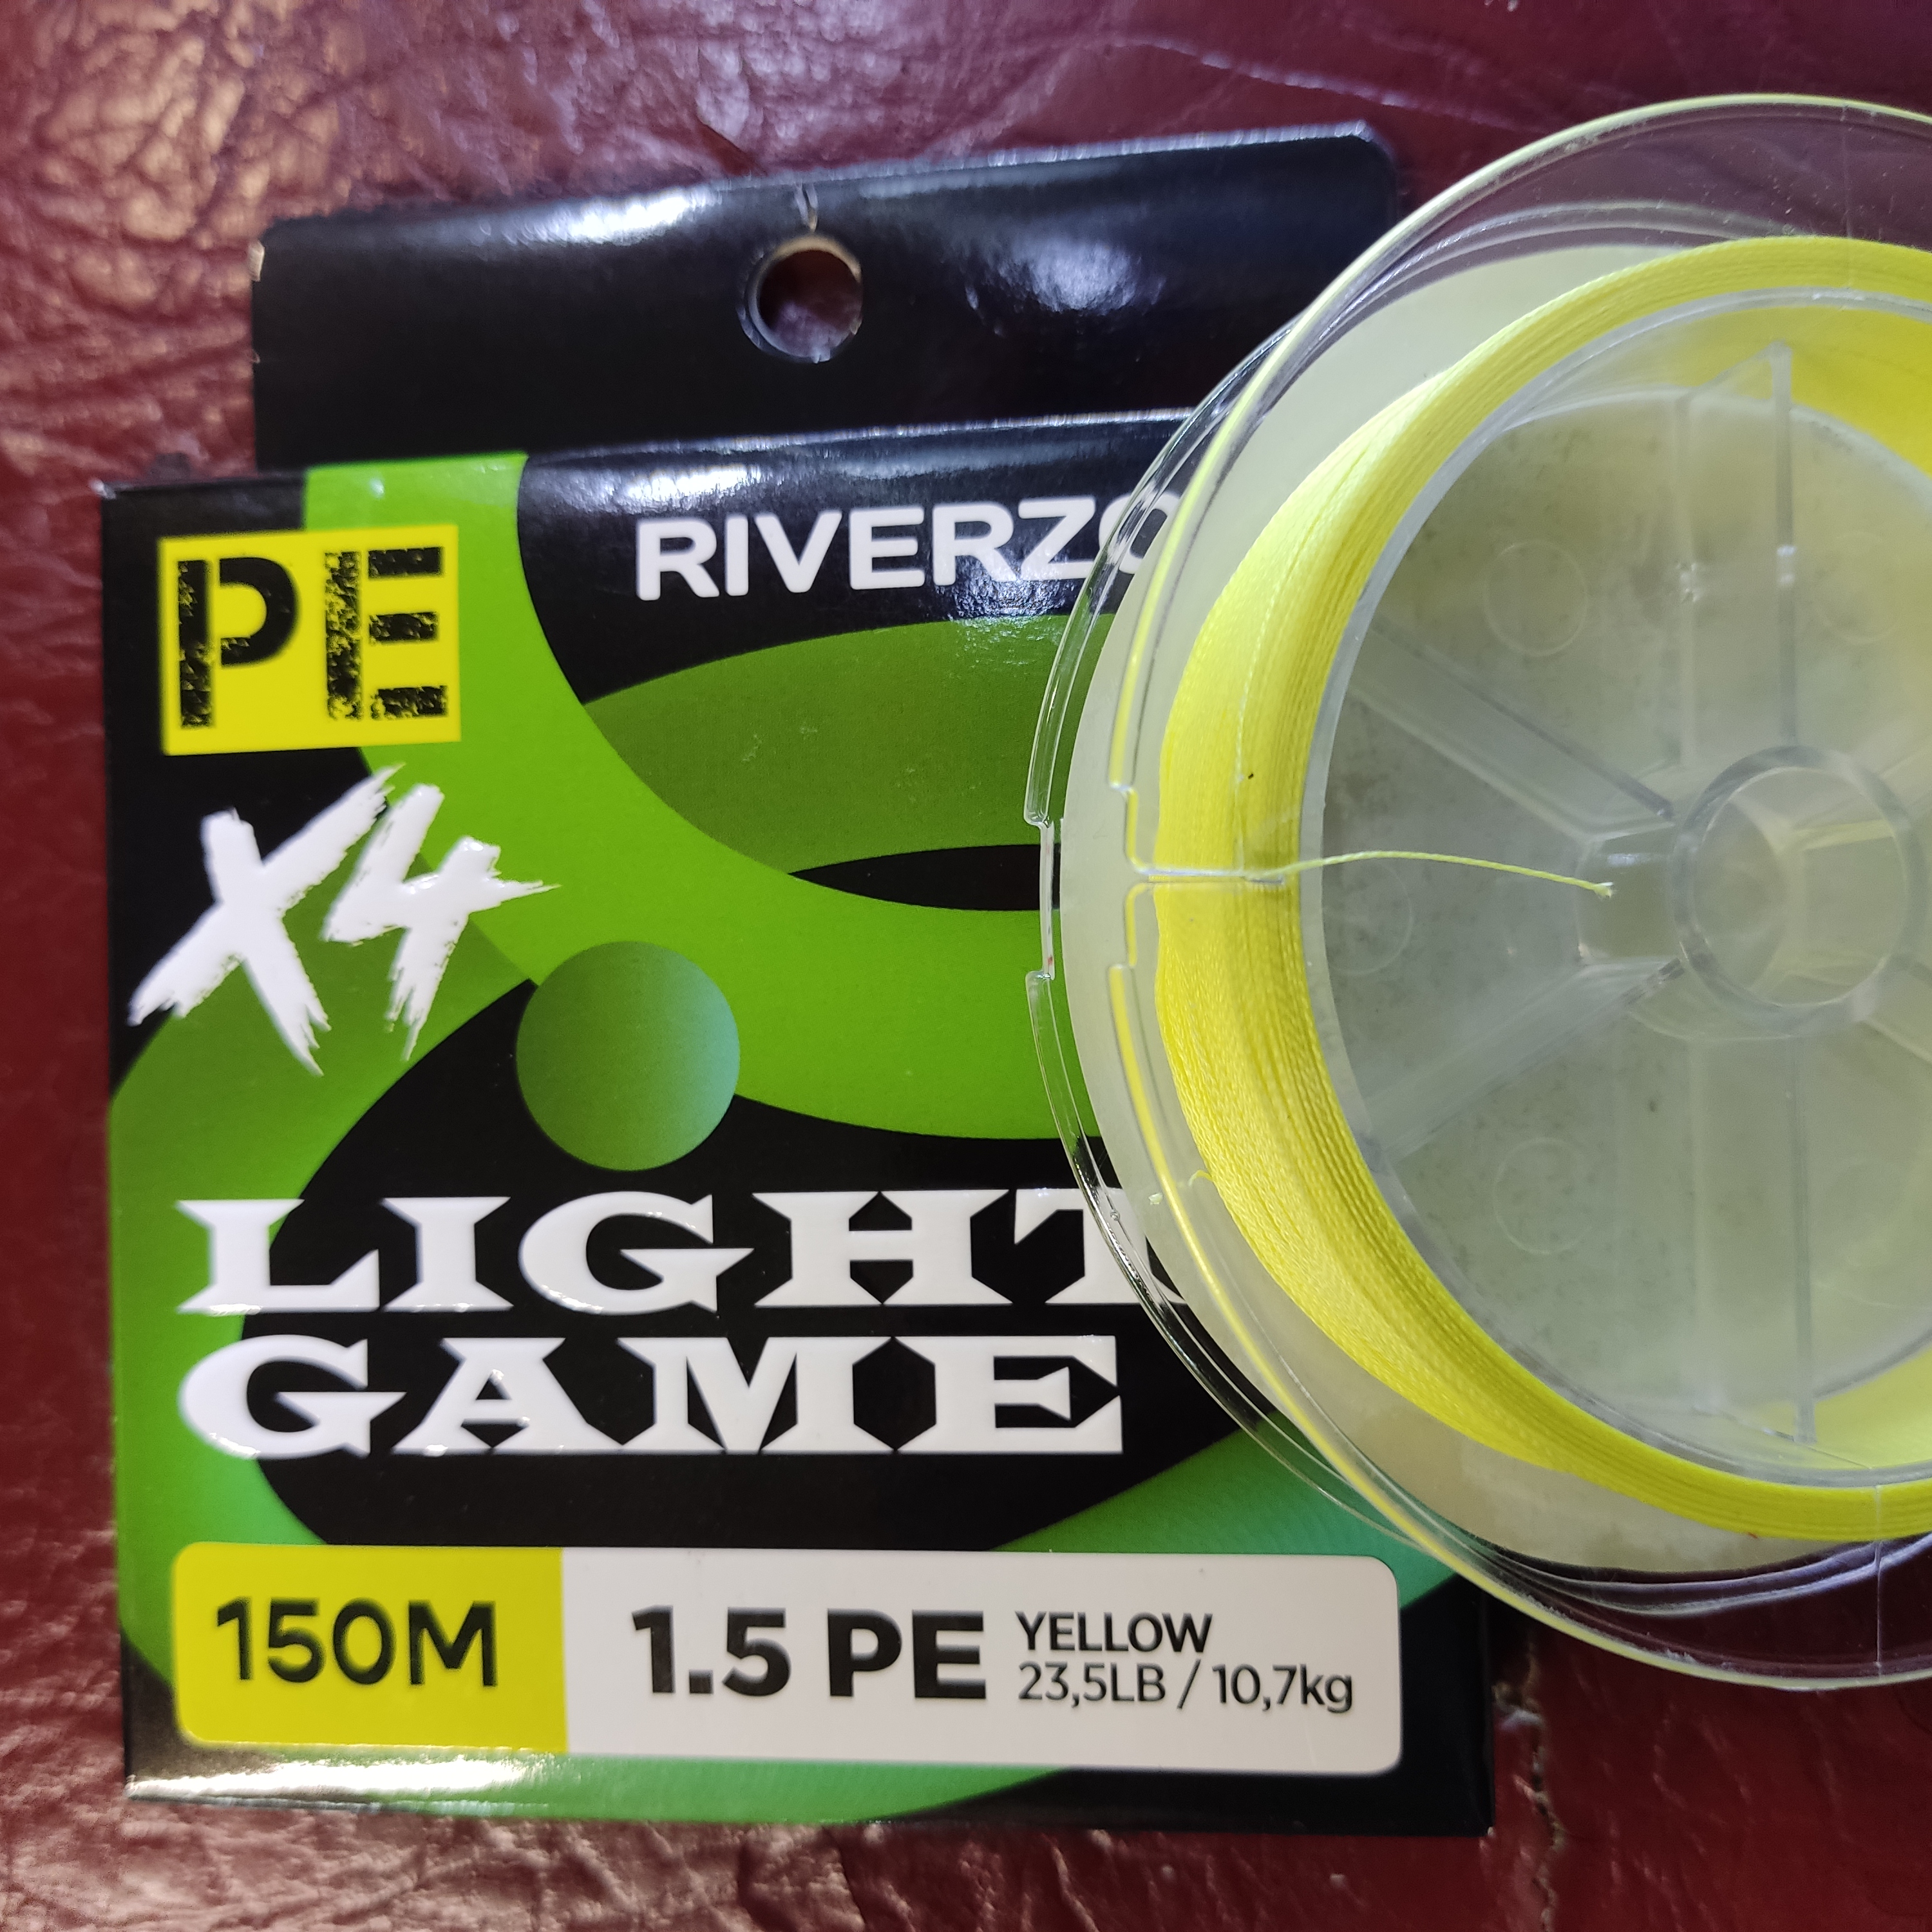 RIVERZO
PE
X4
LIGHT
GAME
150M
1.5 PE
YELLOW
23,5LB / 10,7kg